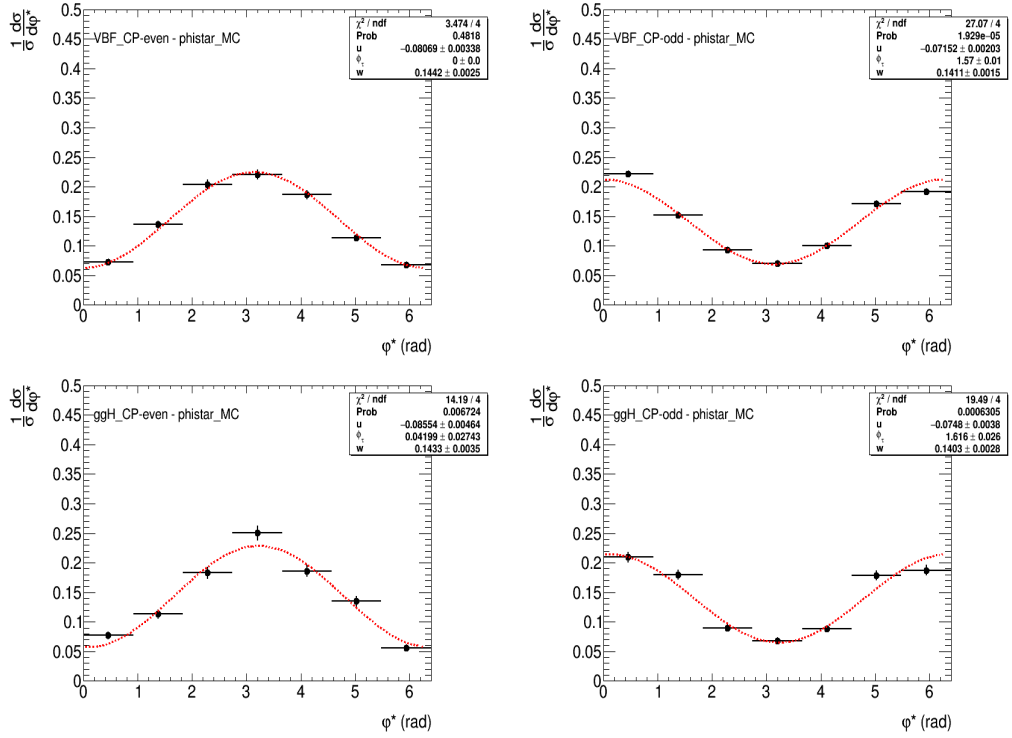 1/σ dσ/dφ*
VBF_CP-even - phistar_MC
χ² / ndf 3.474 / 4
Prob 0.4818
u −0.08069 ± 0.00338
ϕτ 0 ± 0.0
w 0.1442 ± 0.0025
0.5
0.45
0.4
0.35
0.3
0.25
0.2
0.15
0.1
0.05
0
0 1 2 3 4 5 6
φ* (rad)
1/σ dσ/dφ*
VBF_CP-odd - phistar_MC
χ² / ndf 27.07 / 4
Prob 1.929e−05
u −0.07152 ± 0.00203
ϕτ 1.57 ± 0.01
w 0.1411 ± 0.0015
0.5
0.45
0.4
0.35
0.3
0.25
0.2
0.15
0.1
0.05
0
0 1 2 3 4 5 6
φ* (rad)
1/σ dσ/dφ*
ggH_CP-even - phistar_MC
χ² / ndf 14.19 / 4
Prob 0.006724
u −0.08554 ± 0.00464
ϕτ 0.04199 ± 0.02743
w 0.1433 ± 0.0035
0.5
0.45
0.4
0.35
0.3
0.25
0.2
0.15
0.1
0.05
0
0 1 2 3 4 5 6
φ* (rad)
1/σ dσ/dφ*
ggH_CP-odd - phistar_MC
χ² / ndf 19.49 / 4
Prob 0.0006305
u −0.0748 ± 0.0038
ϕτ 1.616 ± 0.026
w 0.1403 ± 0.0028
0.5
0.45
0.4
0.35
0.3
0.25
0.2
0.15
0.1
0.05
0
0 1 2 3 4 5 6
φ* (rad)